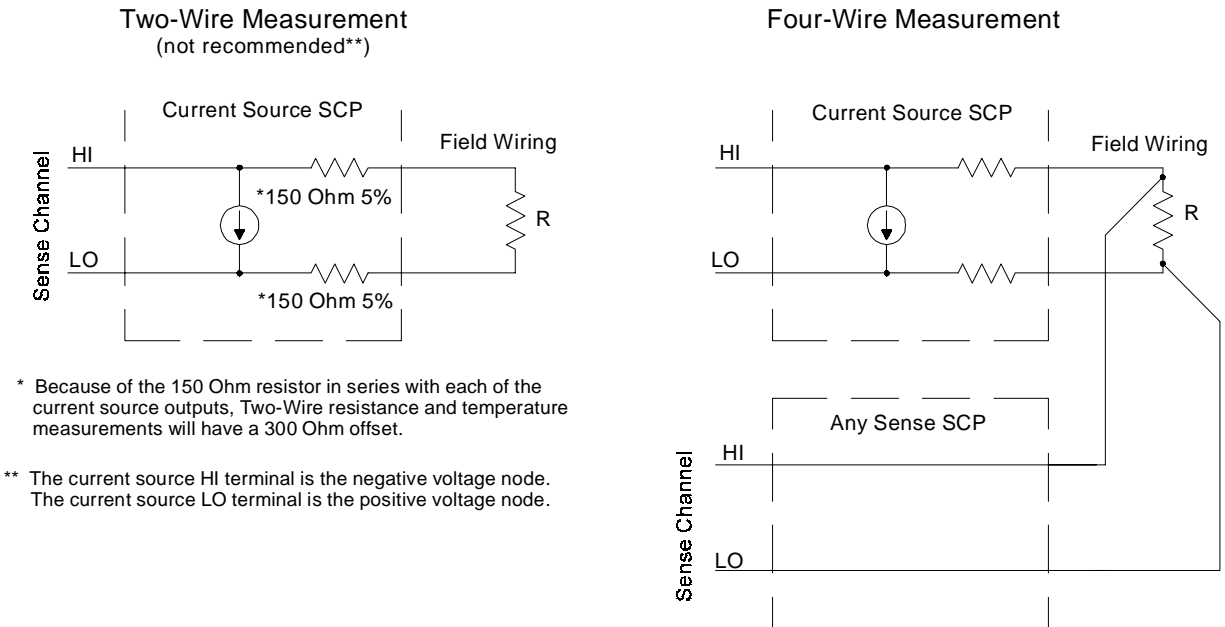 Two-Wire Measurement
(not recommended**)
Current Source SCP
Field Wiring
Sense Channel
HI
*150 Ohm 5%
R
LO
*150 Ohm 5%
* Because of the 150 Ohm resistor in series with each of the
current source outputs, Two-Wire resistance and temperature
measurements will have a 300 Ohm offset.
** The current source HI terminal is the negative voltage node.
The current source LO terminal is the positive voltage node.
Four-Wire Measurement
Current Source SCP
Field Wiring
HI
R
LO
Any Sense SCP
Sense Channel
HI
LO